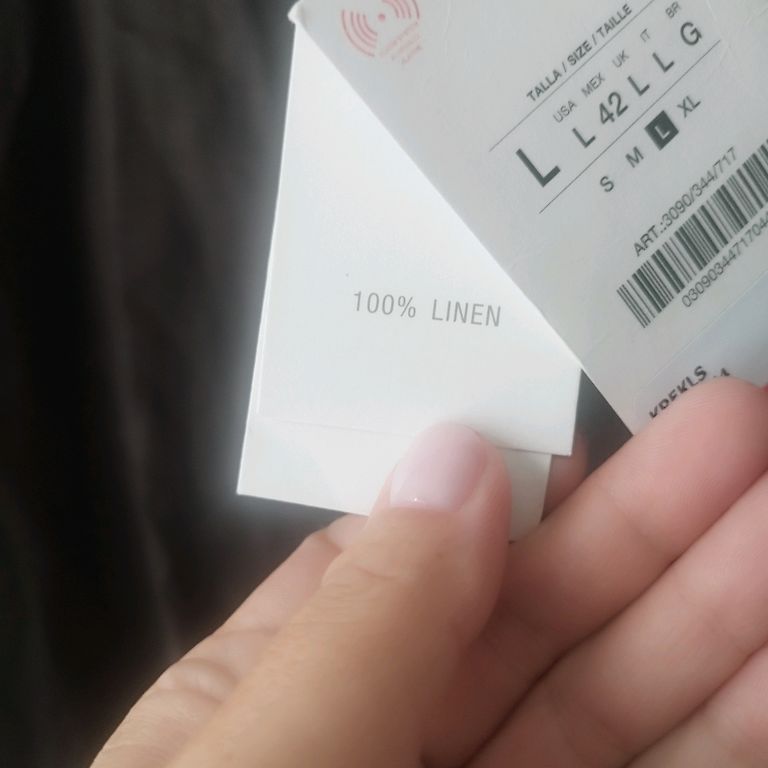 TALLA / SIZE / TAILLE
USA MEX UK IT BR
L L 42 L L G
S M L XL
ART.:3090/344/717
100% LINEN
KREKLS